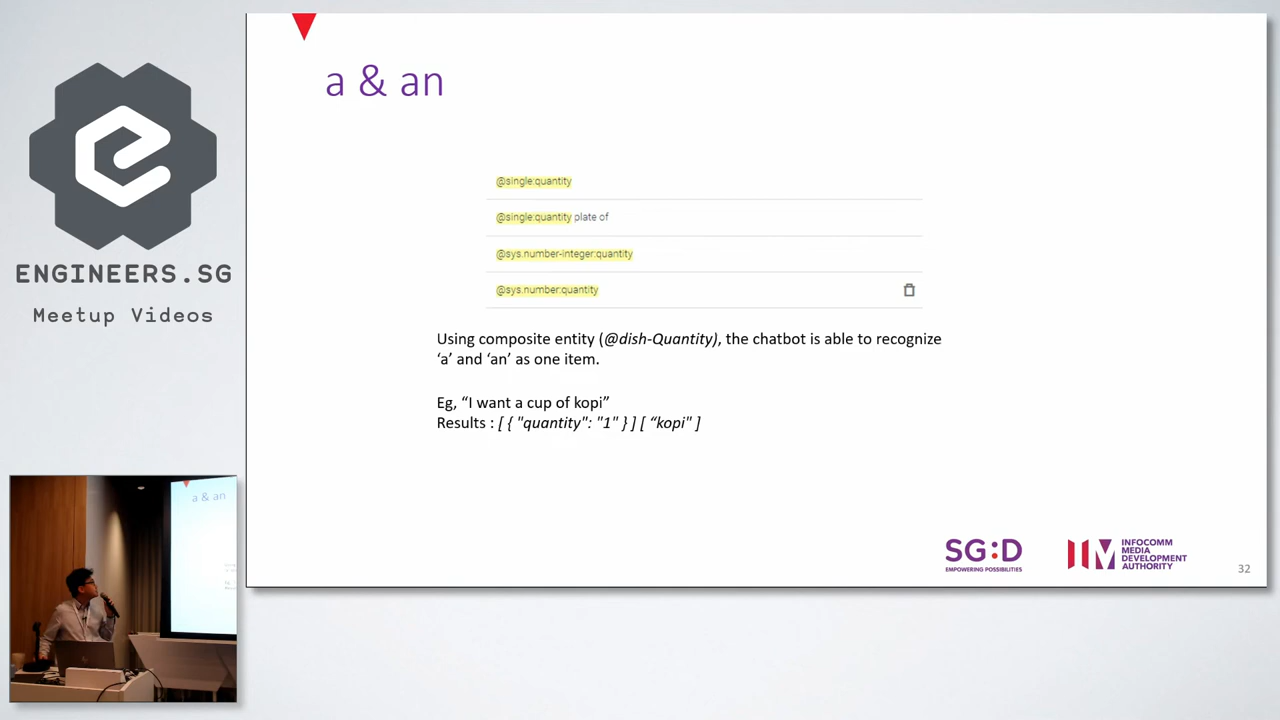 ENGINEERS.SG
Meetup Videos
a & an
@single:quantity
@single:quantity plate of
@sys.number-integer:quantity
@sys.number:quantity
Using composite entity (@dish-Quantity), the chatbot is able to recognize
‘a’ and ‘an’ as one item.
Eg, “I want a cup of kopi”
Results : [ { "quantity": "1" } ] [ “kopi" ]
SG:D
EMPOWERING POSSIBILITIES
INFOCOMM
MEDIA
DEVELOPMENT
AUTHORITY
32
a & an